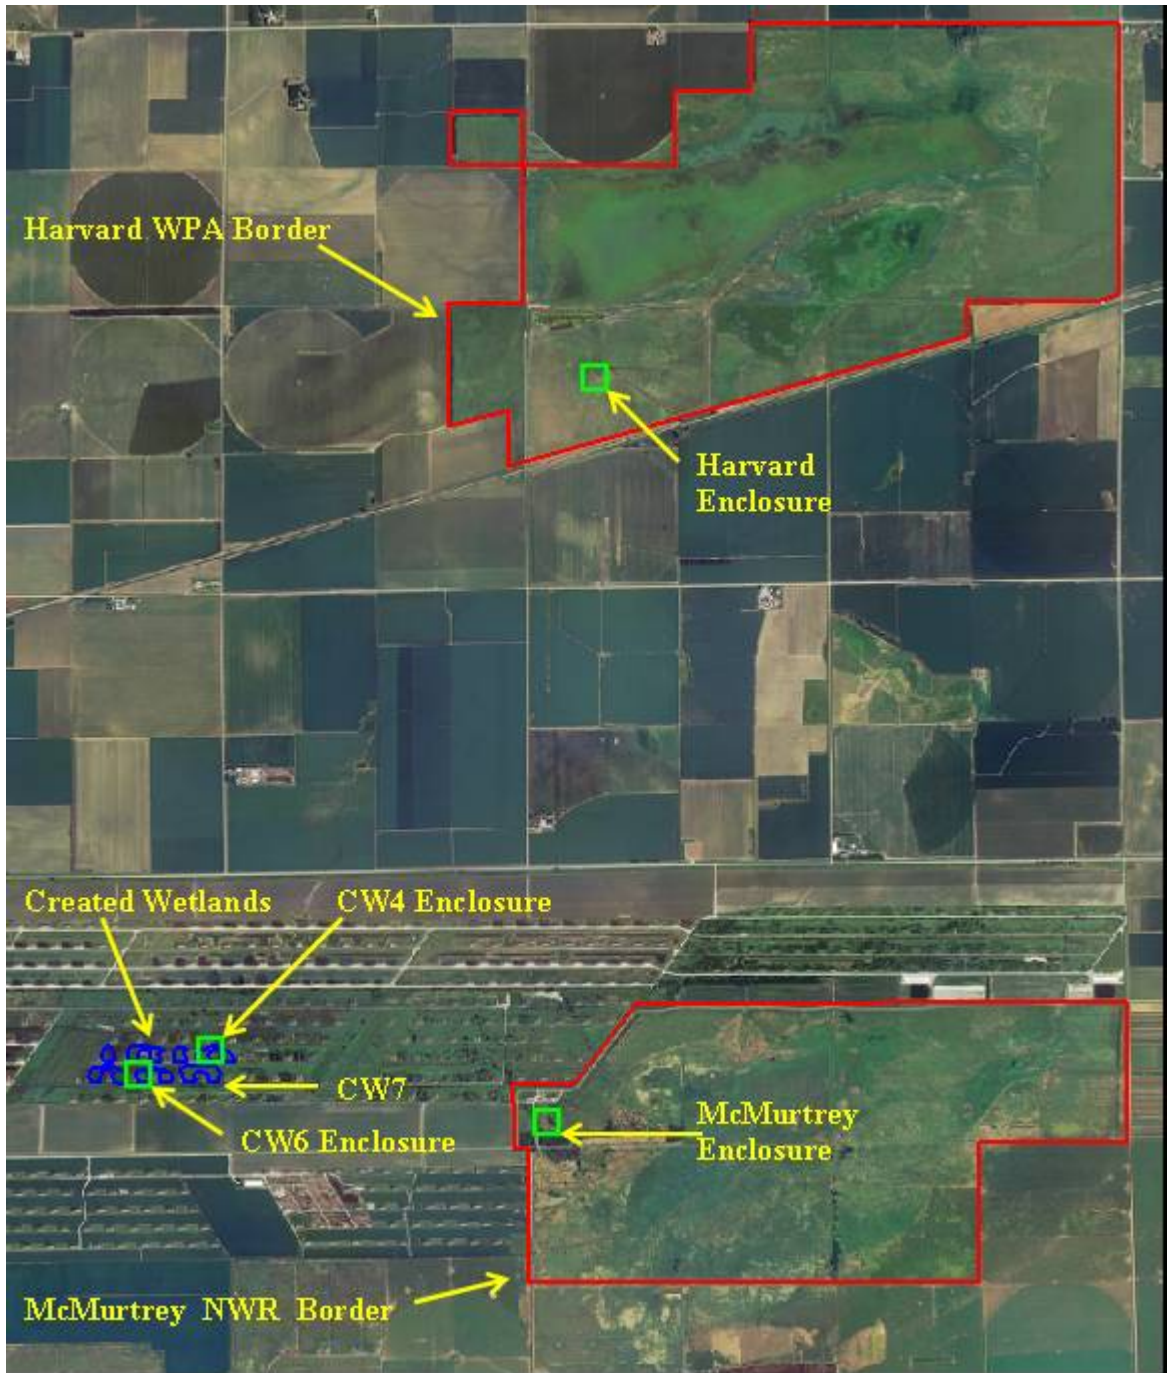 Harvard WPA Border
Harvard
Enclosure
Created Wetlands
CW4 Enclosure
CW7
McMurtrey
Enclosure
CW6 Enclosure
McMurtrey NWR Border